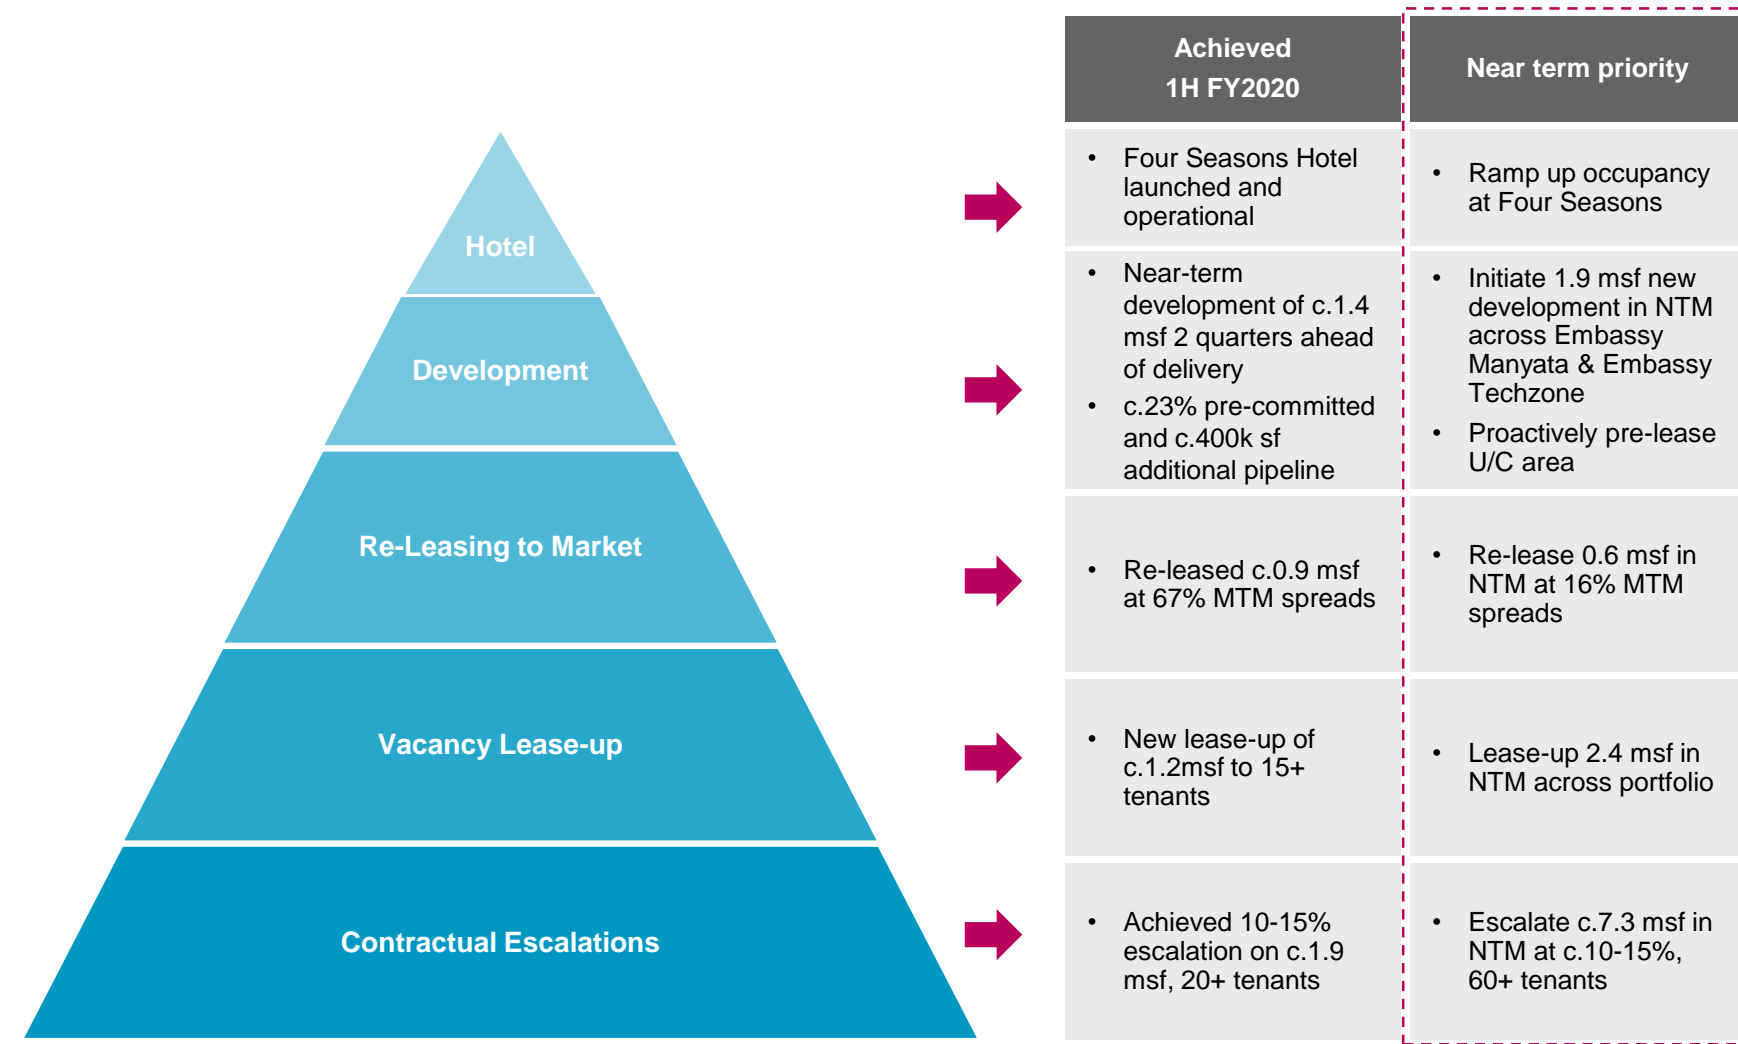 Achieved
1H FY2020
Near term priority
Hotel
• Four Seasons Hotel
launched and
operational
• Ramp up occupancy
at Four Seasons
Development
• Near-term
development of c.1.4
msf 2 quarters ahead
of delivery
• c.23% pre-committed
and c.400k sf
additional pipeline
• Initiate 1.9 msf new
development in NTM
across Embassy
Manyata & Embassy
Techzone
• Proactively pre-lease
U/C area
Re-Leasing to Market
• Re-released c.0.9 msf
at 67% MTM spreads
• Re-lease 0.6 msf in
NTM at 16% MTM
spreads
Vacancy Lease-up
• New lease-up of
c.1.2msf to 15+
tenants
• Lease-up 2.4 msf in
NTM across portfolio
Contractual Escalations
• Achieved 10-15%
escalation on c.1.9
msf, 20+ tenants
• Escalate c.7.3 msf in
NTM at c.10-15%,
60+ tenants